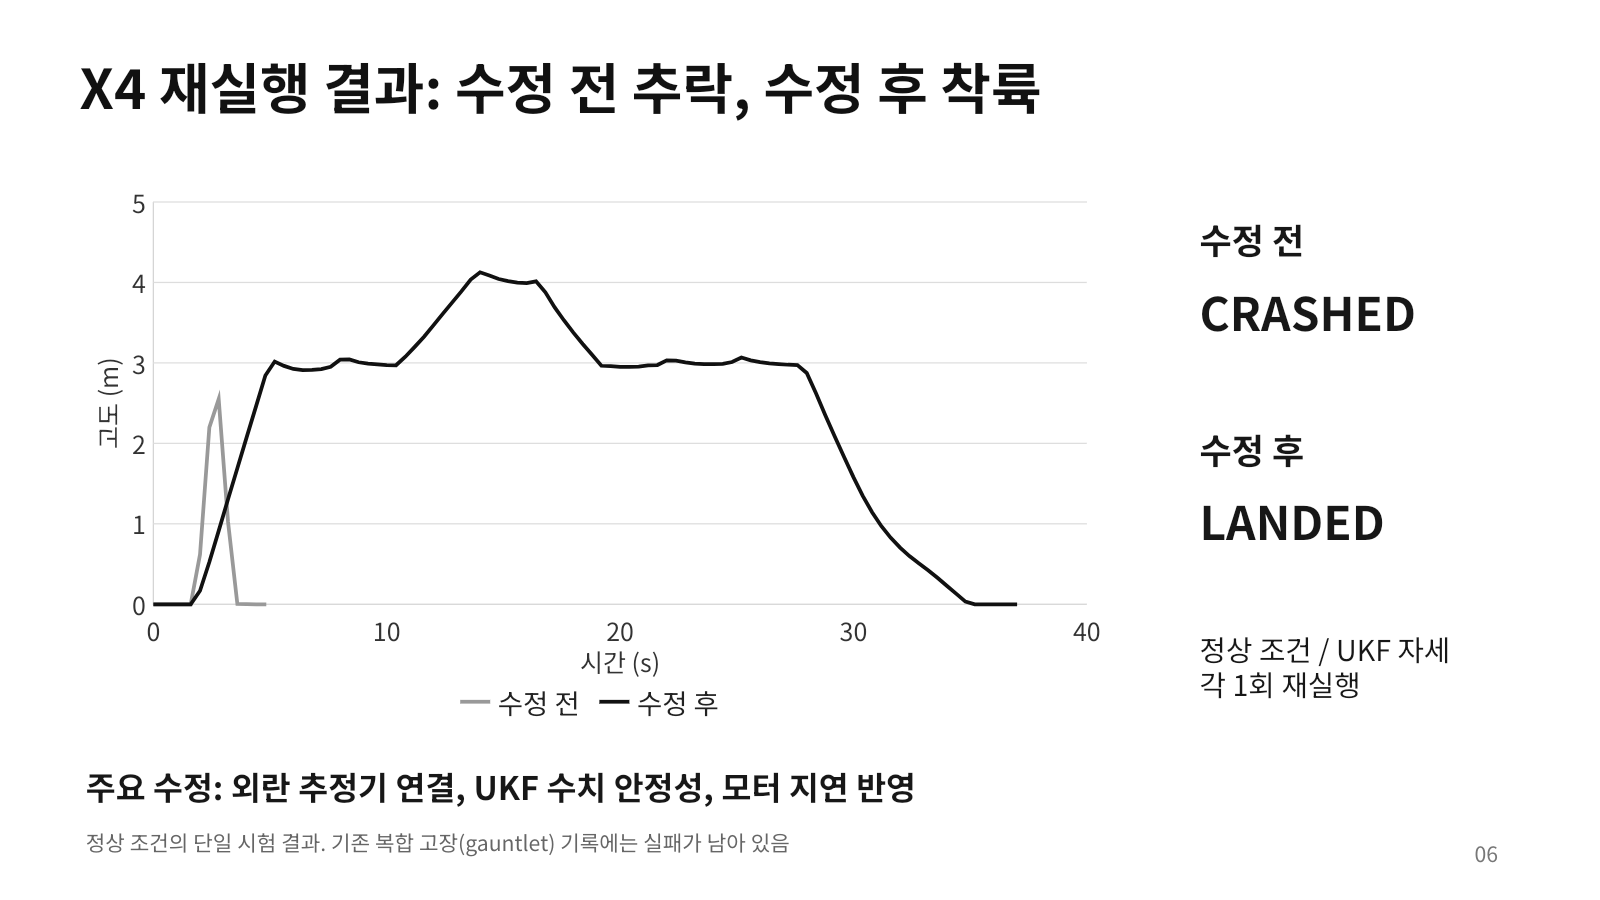 X4 재실행 결과: 수정 전 추락, 수정 후 착륙
5
4
3
2
1
0
고도 (m)
0 10 20 30 40
시간 (s)
수정 전 수정 후
수정 전
CRASHED
수정 후
LANDED
정상 조건 / UKF 자세
각 1회 재실행
주요 수정: 외란 추정기 연결, UKF 수치 안정성, 모터 지연 반영
정상 조건의 단일 시험 결과. 기존 복합 고장(gauntlet) 기록에는 실패가 남아 있음
06